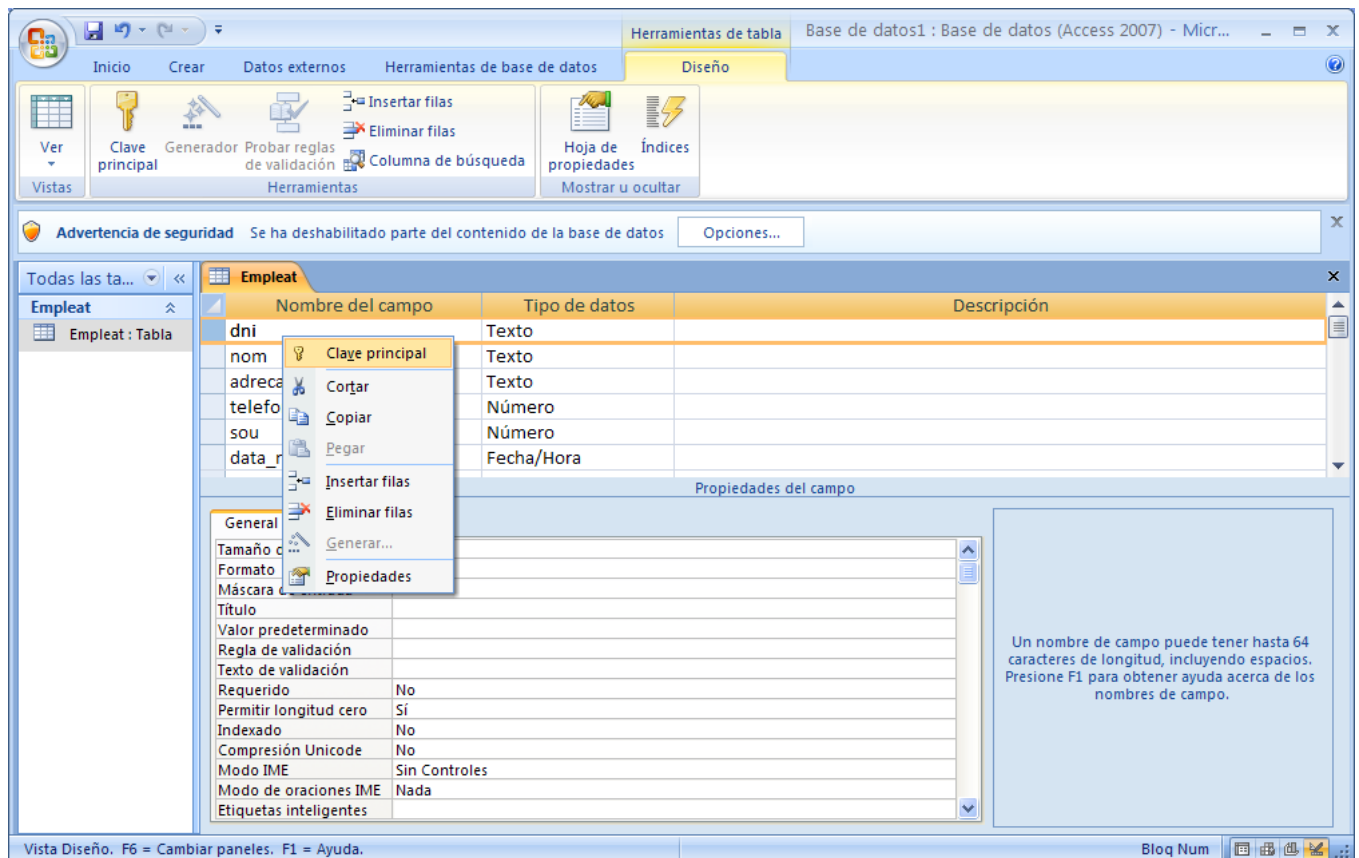 Herramientas de tabla
Base de datos1 : Base de datos (Access 2007) - Micr...
Inicio Crear Datos externos Herramientas de base de datos Diseño
Ver
Clave principal
Generador
Probar reglas de validación
Insertar filas
Eliminar filas
Columna de búsqueda
Hoja de propiedades
Índices
Vistas
Herramientas
Mostrar u ocultar
Advertencia de seguridad Se ha deshabilitado parte del contenido de la base de datos Opciones...
Todas las ta...
Empleat
Empleat : Tabla
Empleat
Nombre del campo Tipo de datos Descripción
dni Texto
nom Texto
adreca Texto
telefo Número
sou Número
data_ Fecha/Hora
Clave principal
Cortar
Copiar
Pegar
Insertar filas
Eliminar filas
Generar...
Propiedades
Propiedades del campo
General
Tamaño
Formato
Máscara
Título
Valor predeterminado
Regla de validación
Texto de validación
Requerido No
Permitir longitud cero Sí
Indexado No
Compresión Unicode No
Modo IME Sin Controles
Modo de oraciones IME Nada
Etiquetas inteligentes
Un nombre de campo puede tener hasta 64
caracteres de longitud, incluyendo espacios.
Presione F1 para obtener ayuda acerca de los
nombres de campo.
Vista Diseño. F6 = Cambiar paneles. F1 = Ayuda. Bloq Num